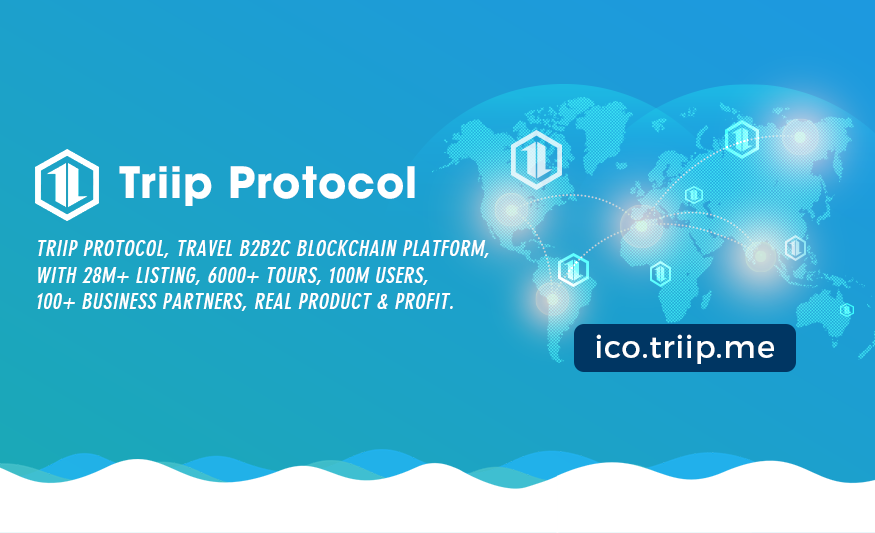 Triip Protocol
TRIIP PROTOCOL, TRAVEL B2B2C BLOCKCHAIN PLATFORM,
WITH 28M+ LISTING, 6000+ TOURS, 100M USERS,
100+ BUSINESS PARTNERS, REAL PRODUCT & PROFIT.
ico.triip.me